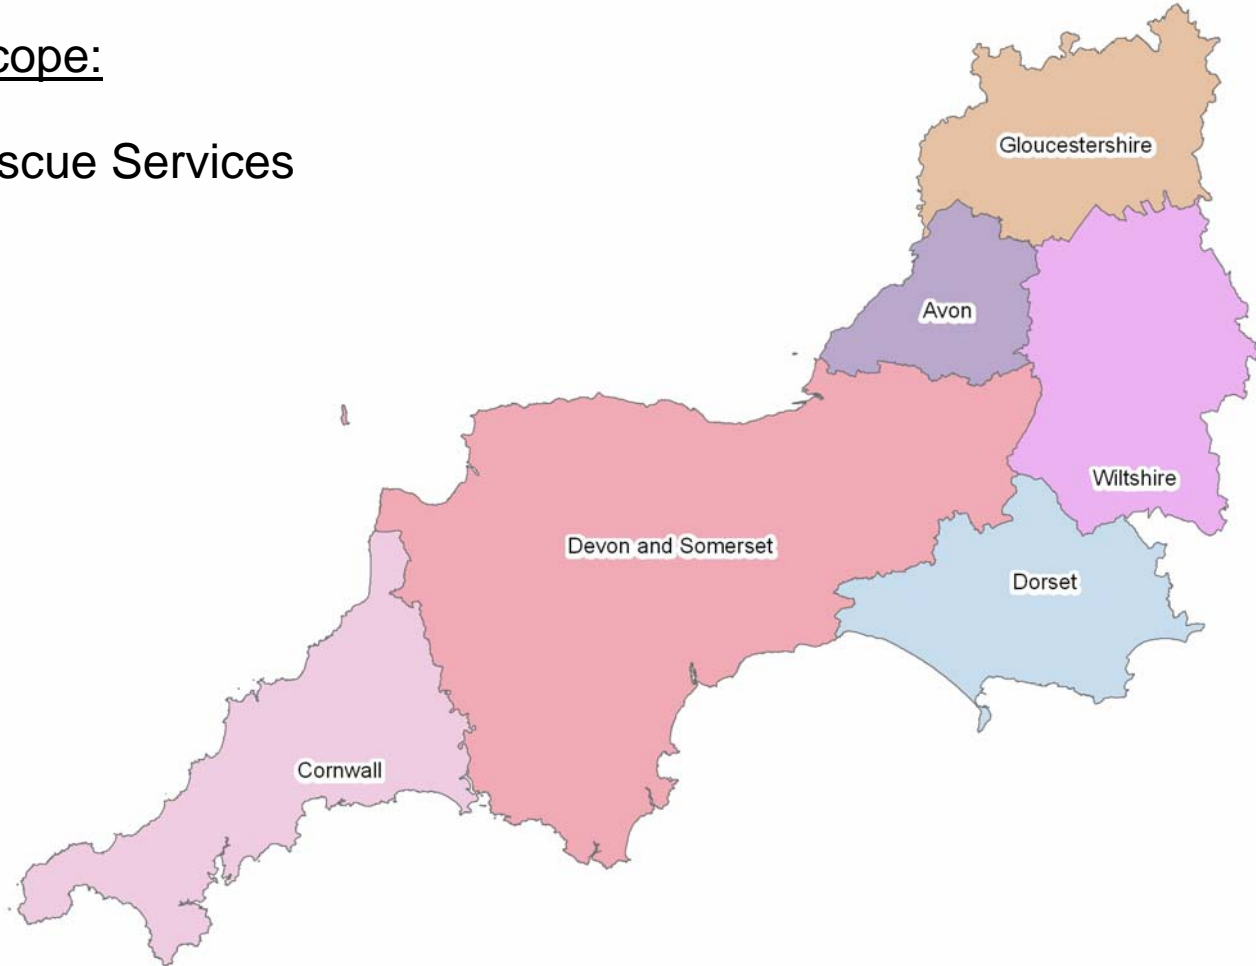 cope:
scue Services
Gloucestershire
Avon
Wiltshire
Devon and Somerset
Dorset
Cornwall